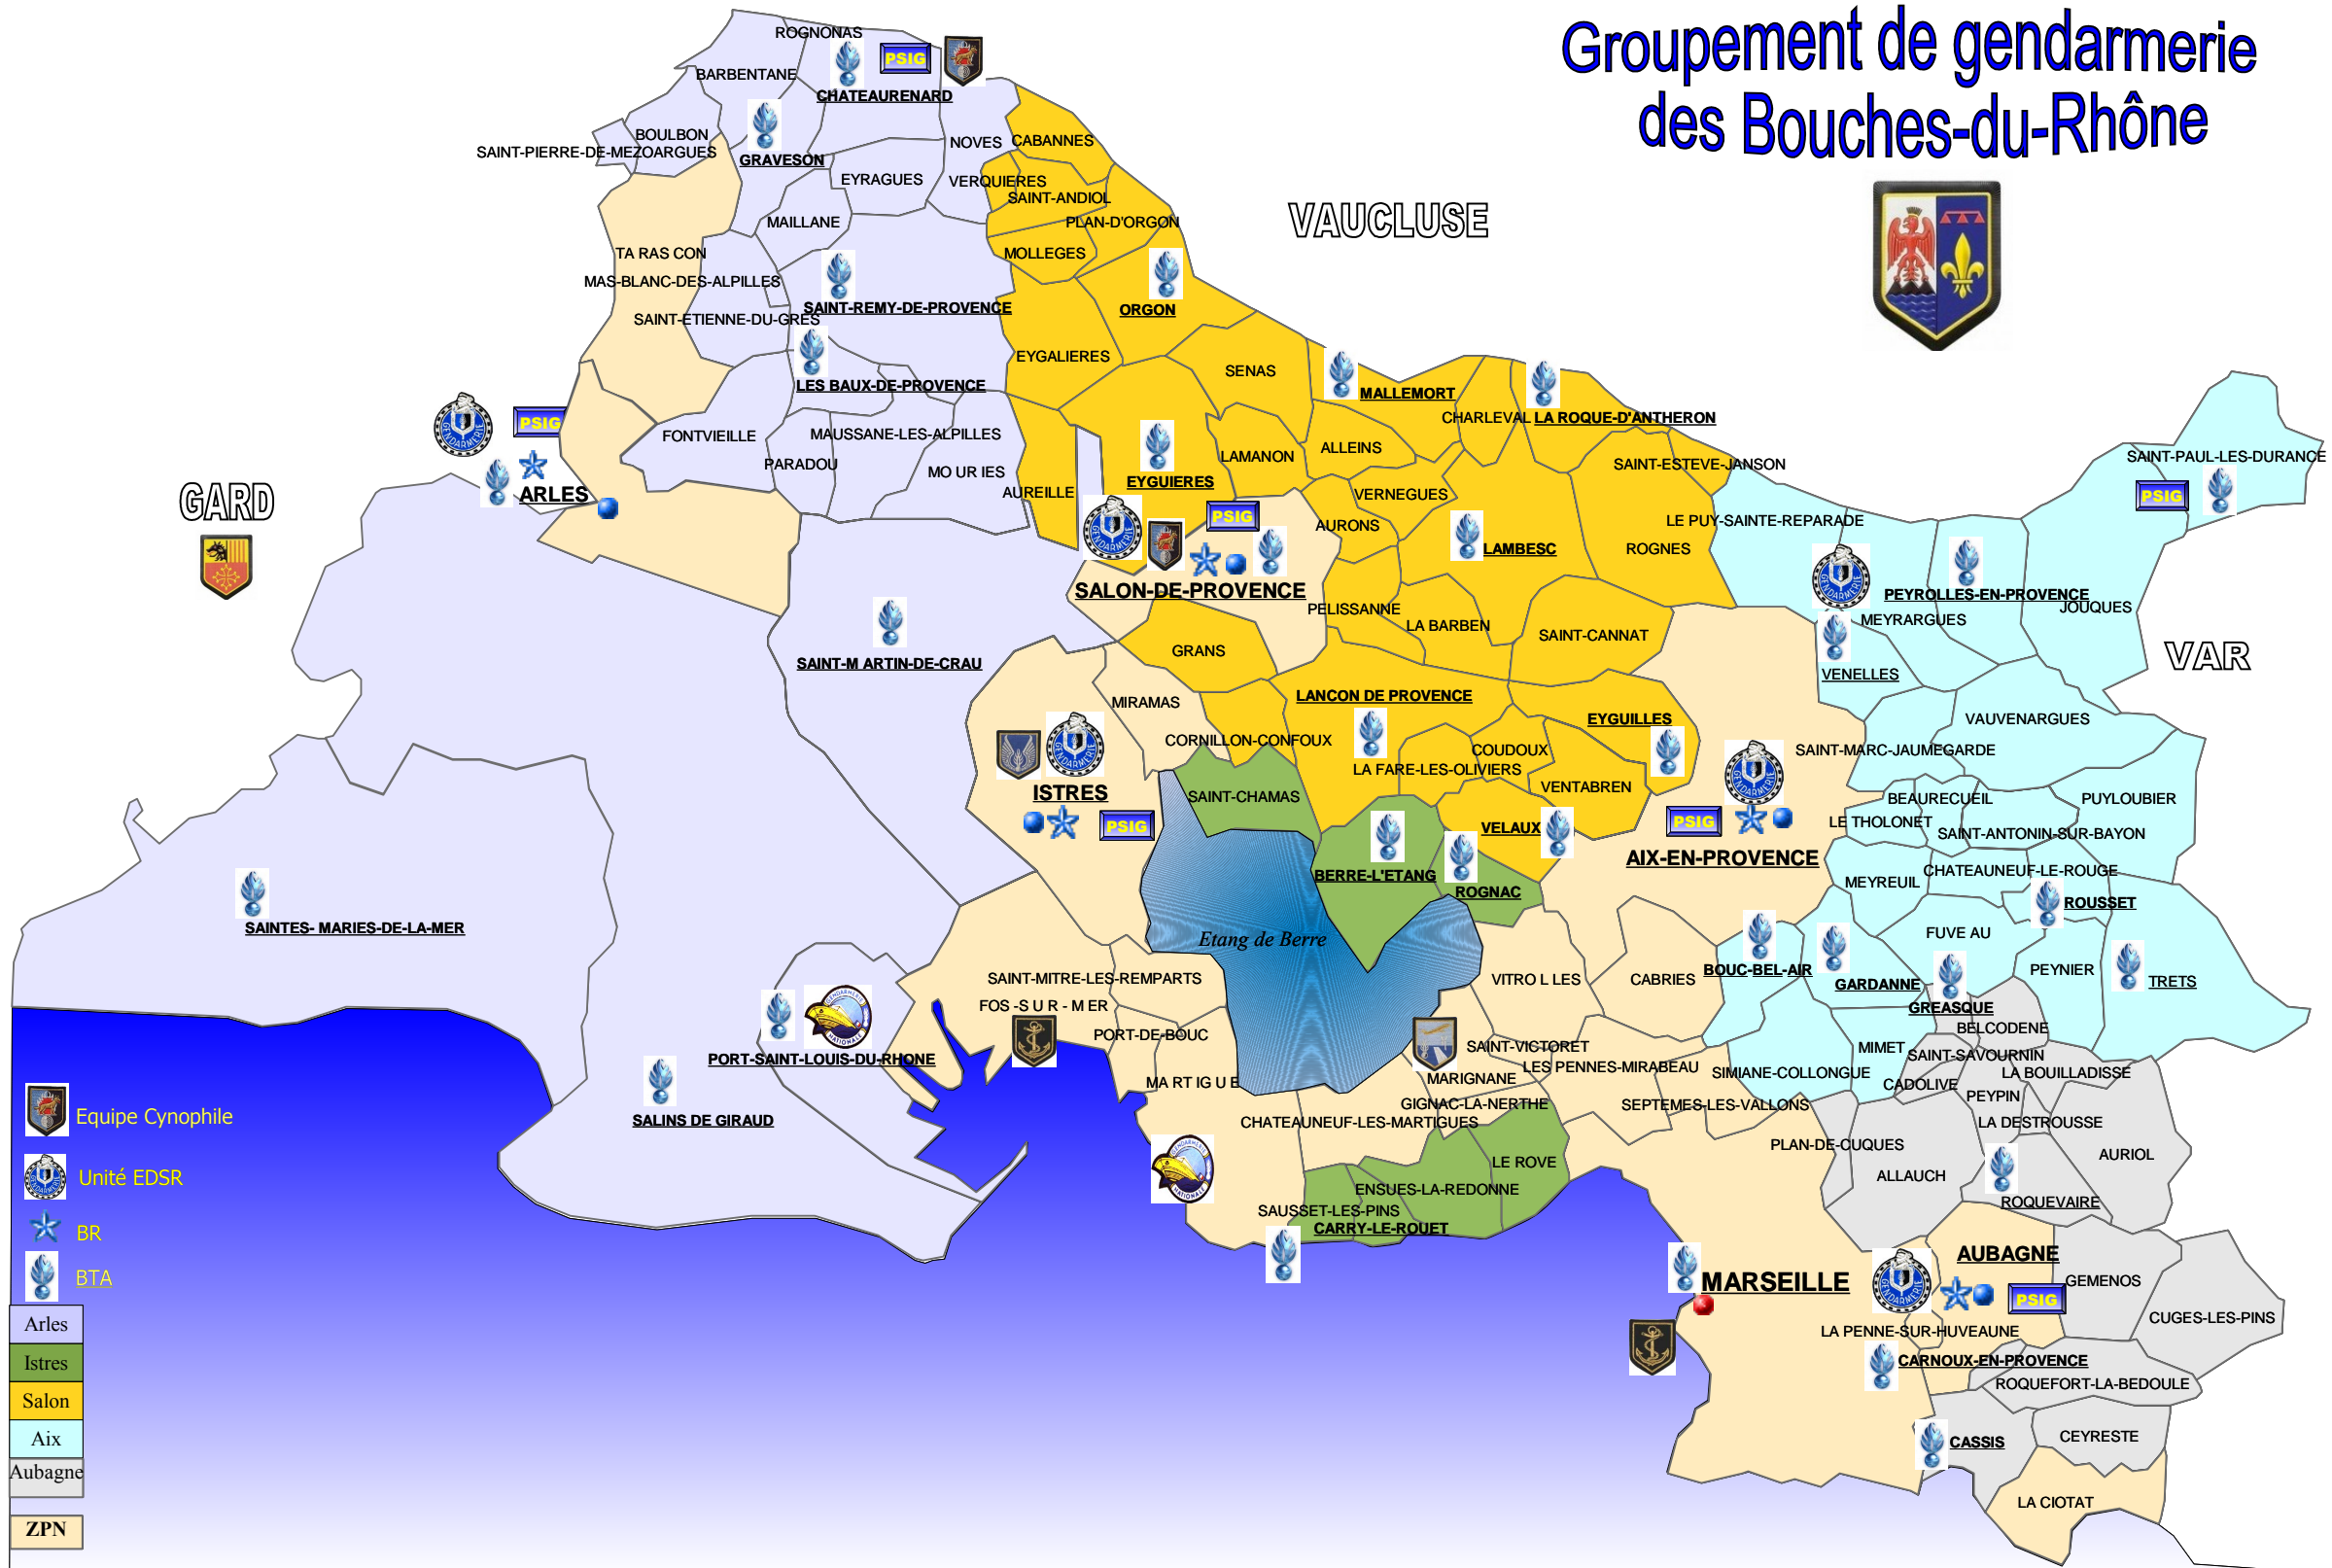 Groupement de gendarmerie
des Bouches-du-Rhône
ROGNONAS
BARBENTANE
PSIG
CHATEAURENARD
BOULBON
SAINT-PIERRE-DE-MEZOARGUES
GRAVESON
NOVES
CABANNES
EYRAGUES
VERQUIERES
SAINT-ANDIOL
MAILLANE
PLAN-D'ORGON
VAUCLUSE
TA RAS CON
MOLLEGES
MAS-BLANC-DES-ALPILLES
SAINT-REMY-DE-PROVENCE
ORGON
SAINT-ETIENNE-DU-GRES
EYGALIERES
SENAS
LES BAUX-DE-PROVENCE
MALLEMORT
CHARLEVAL
LA ROQUE-D'ANTHERON
PSIG
FONTVIEILLE
MAUSSANE-LES-ALPILLES
ALLEINS
LAMANON
PARADOU
MO UR IES
SAINT-ESTEVE-JANSON
SAINT-PAUL-LES-DURANCE
EYGUIERES
AUREILLE
VERNEGUES
ARLES
GARD
PSIG
PSIG
AURONS
LE PUY-SAINTE-REPARADE
LAMBESC
ROGNES
SALON-DE-PROVENCE
PEYROLLES-EN-PROVENCE
PELISSANNE
JOUQUES
LA BARBEN
MEYRARGUES
SAINT-CANNAT
GRANS
VAR
SAINT-M ARTIN-DE-CRAU
VENELLES
MIRAMAS
LANCON DE PROVENCE
EYGUILLES
VAUVENARGUES
CORNILLON-CONFOUX
COUDOUX
SAINT-MARC-JAUMEGARDE
LA FARE-LES-OLIVIERS
VENTABREN
ISTRES
SAINT-CHAMAS
BEAURECUEIL
PUYLOUBIER
PSIG
VELAUX
PSIG
LE THOLONET
SAINT-ANTONIN-SUR-BAYON
AIX-EN-PROVENCE
BERRE-L'ETANG
ROGNAC
MEYREUIL
CHATEAUNEUF-LE-ROUGE
ROUSSET
SAINTES- MARIES-DE-LA-MER
Etang de Berre
FUVE AU
SAINT-MITRE-LES-REMPARTS
VITRO L LES
CABRIES
BOUC-BEL-AIR
GARDANNE
PEYNIER
TRETS
FOS -S U R - M ER
GREASQUE
PORT-DE-BOUC
BELCODENE
PORT-SAINT-LOUIS-DU-RHONE
SAINT-VICTORET
MIMET
SAINT-SAVOURNIN
LES PENNES-MIRABEAU
SIMIANE-COLLONGUE
LA BOUILLADISSE
MARIGNANE
MA RT IG U E
CADOLIVE
PEYPIN
GIGNAC-LA-NERTHE
SEPTEMES-LES-VALLONS
SALINS DE GIRAUD
CHATEAUNEUF-LES-MARTIGUES
LA DESTROUSSE
PLAN-DE-CUQUES
AURIOL
LE ROVE
ALLAUCH
ENSUES-LA-REDONNE
ROQUEVAIRE
SAUSSET-LES-PINS
CARRY-LE-ROUET
AUBAGNE
MARSEILLE
GEMENOS
PSIG
CUGES-LES-PINS
LA PENNE-SUR-HUVEAUNE
CARNOUX-EN-PROVENCE
ROQUEFORT-LA-BEDOULE
CEYRESTE
CASSIS
LA CIOTAT
Equipe Cynophile
Unité EDSR
BR
BTA
Arles
Istres
Salon
Aix
Aubagne
ZPN